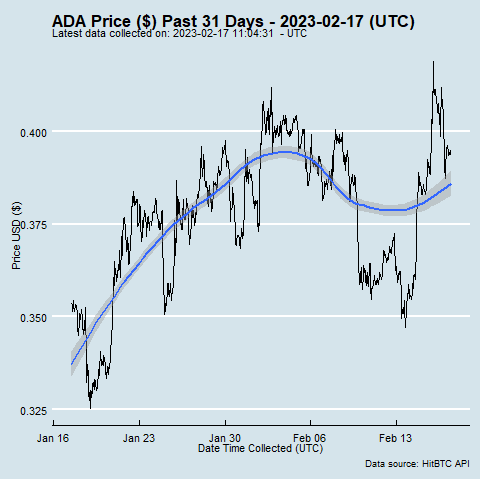 ADA Price ($) Past 31 Days - 2023-02-17 (UTC)
Latest data collected on: 2023-02-17 11:04:31  - UTC
Price USD ($)
0.400
0.375
0.350
0.325
Jan 16
Jan 23
Jan 30
Feb 06
Feb 13
Date Time Collected (UTC)
Data source: HitBTC API